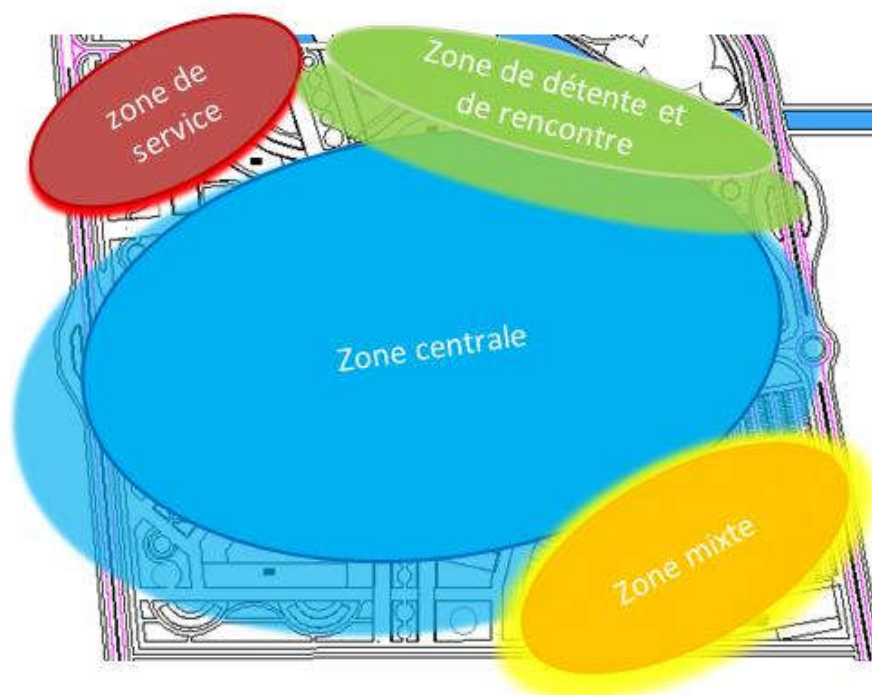 zone de
service
Zone de détente et
de rencontre
Zone centrale
Zone mixte